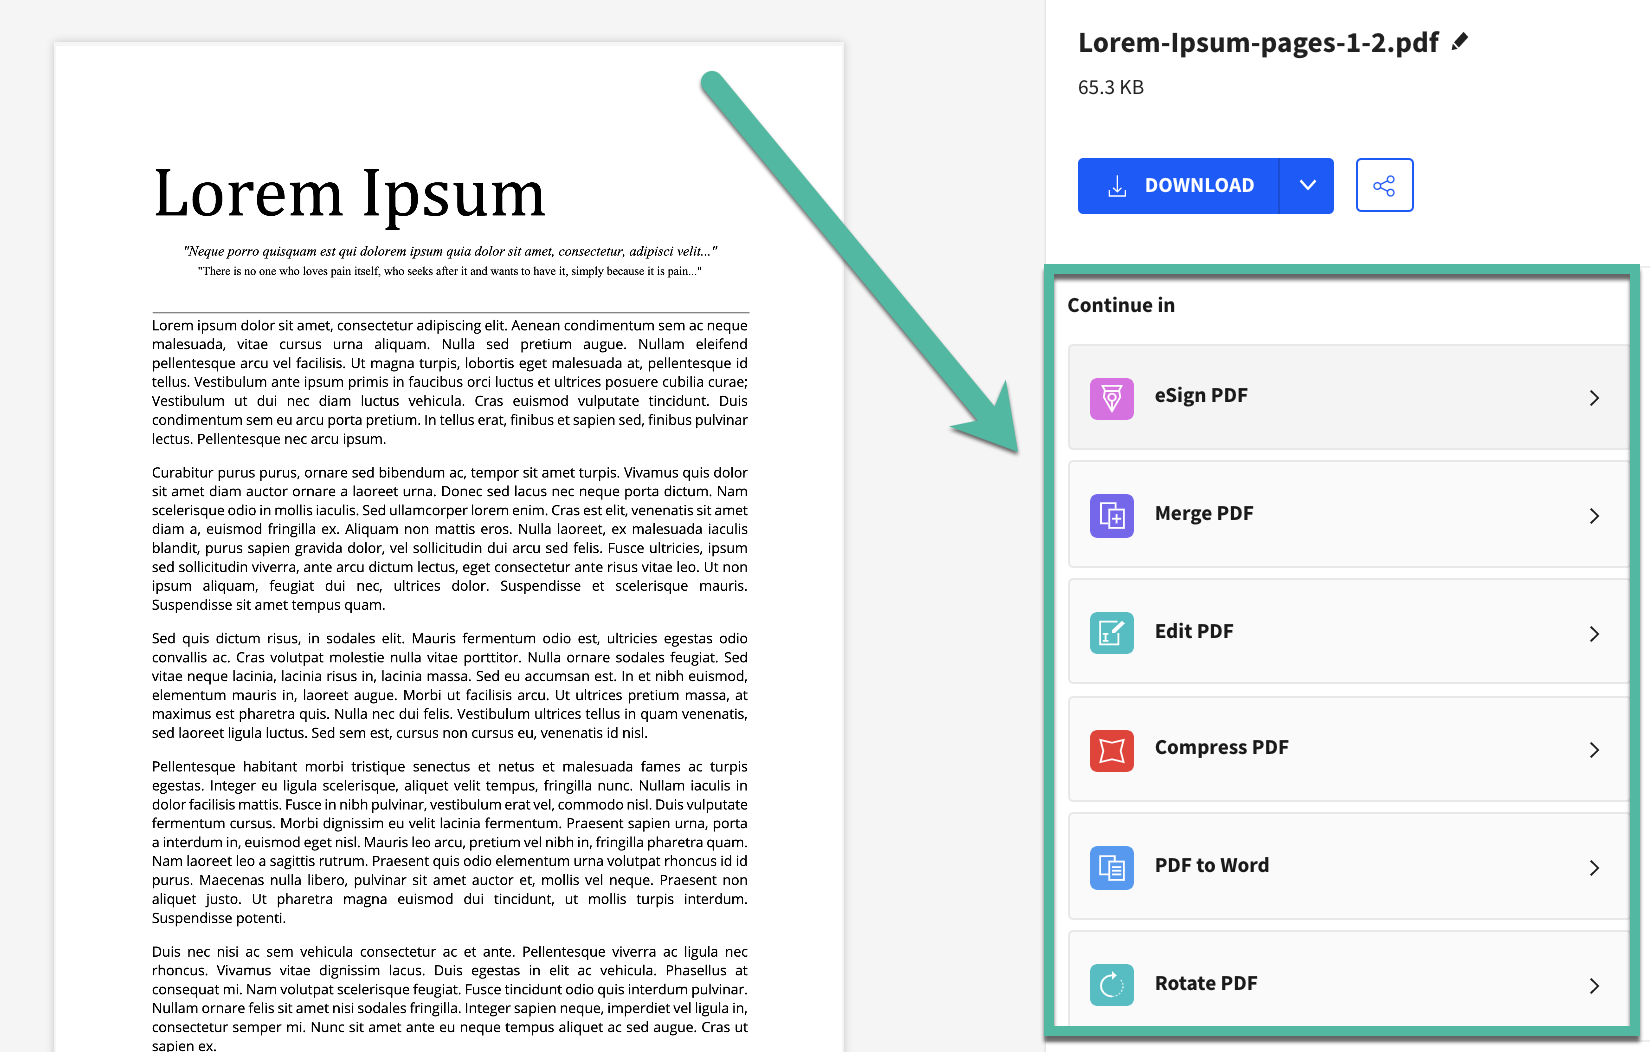 Lorem Ipsum
"Neque porro quisquam est qui dolorem ipsum quia dolor sit amet, consectetur, adipisci velit..."
"There is no one who loves pain itself, who seeks after it and wants to have it, simply because it is pain..."
Lorem ipsum dolor sit amet, consectetur adipiscing elit. Aenean condimentum sem ac neque
malesuada, vitae cursus urna aliquam. Nulla sed pretium augue. Nullam eleifend
pellentesque arcu vel facilisis. Ut magna turpis, lobortis eget malesuada at, pellentesque id
tellus. Vestibulum ante ipsum primis in faucibus orci luctus et ultrices posuere cubilia curae;
Vestibulum ut dui nec diam luctus vehicula. Cras euismod vulputate tincidunt. Duis
condimentum sem eu arcu porta pretium. In tellus erat, finibus et sapien sed, finibus pulvinar
lectus. Pellentesque nec arcu ipsum.
Curabitur purus purus, ornare sed bibendum ac, tempor sit amet turpis. Vivamus quis dolor
sit amet diam auctor ornare a laoreet urna. Donec sed lacus nec neque porta dictum. Nam
scelerisque odio in mollis iaculis. Sed ullamcorper lorem enim. Cras est elit, venenatis sit amet
diam a, euismod fringilla ex. Aliquam non mattis eros. Nulla laoreet, ex malesuada iaculis
blandit, purus sapien gravida dolor, vel sollicitudin dui arcu sed felis. Fusce ultricies, ipsum
sed sollicitudin viverra, ante arcu dictum lectus, eget consectetur ante risus vitae leo. Ut non
ipsum aliquam, feugiat dui nec, ultrices dolor. Suspendisse et scelerisque mauris.
Suspendisse sit amet tempus quam.
Sed quis dictum risus, in sodales elit. Mauris fermentum odio est, ultricies egestas odio
convallis ac. Cras volutpat molestie nulla vitae porttitor. Nulla ornare sodales feugiat. Sed
vitae neque lacinia, lacinia risus in, lacinia massa. Sed eu accumsan est. In et nibh euismod,
elementum mauris in, laoreet augue. Morbi ut facilisis arcu. Ut ultrices pretium massa, at
maximus est pharetra quis. Nulla nec dui felis. Vestibulum ultrices tellus in quam venenatis,
sed laoreet ligula luctus. Sed sem est, cursus non cursus eu, venenatis id nisl.
Pellentesque habitant morbi tristique senectus et netus et malesuada fames ac turpis
egestas. Integer eu ligula scelerisque, aliquet velit tempus, fringilla nunc. Nullam iaculis in
dolor facilisis mattis. Fusce in nibh pulvinar, vestibulum erat vel, commodo nisl. Duis vulputate
fermentum cursus. Morbi dignissim eu velit lacinia fermentum. Praesent sapien urna, porta
a interdum in, euismod eget nisl. Mauris leo arcu, pretium vel nibh in, fringilla pharetra quam.
Nam laoreet leo a sagittis rutrum. Praesent quis odio elementum urna volutpat rhoncus id id
purus. Maecenas nulla libero, pulvinar sit amet auctor et, mollis vel neque. Praesent non
aliquet justo. Ut pharetra magna euismod dui tincidunt, ut mollis turpis interdum.
Suspendisse potenti.
Duis nec nisi ac sem vehicula consectetur ac et ante. Pellentesque viverra ac ligula nec
rhoncus. Vivamus vitae dignissim lacus. Duis egestas in elit ac vehicula. Phasellus at
consequat mi. Nam volutpat scelerisque feugiat. Fusce tincidunt odio quis interdum pulvinar.
Nullam ornare felis sit amet nisi sodales fringilla. Integer sapien neque, imperdiet vel ligula in,
consectetur semper mi. Nunc sit amet ante eu neque tempus aliquet ac sed augue. Cras ut
sapien ex.
Lorem-Ipsum-pages-1-2.pdf
65.3 KB
DOWNLOAD
Continue in
eSign PDF
Merge PDF
Edit PDF
Compress PDF
PDF to Word
Rotate PDF